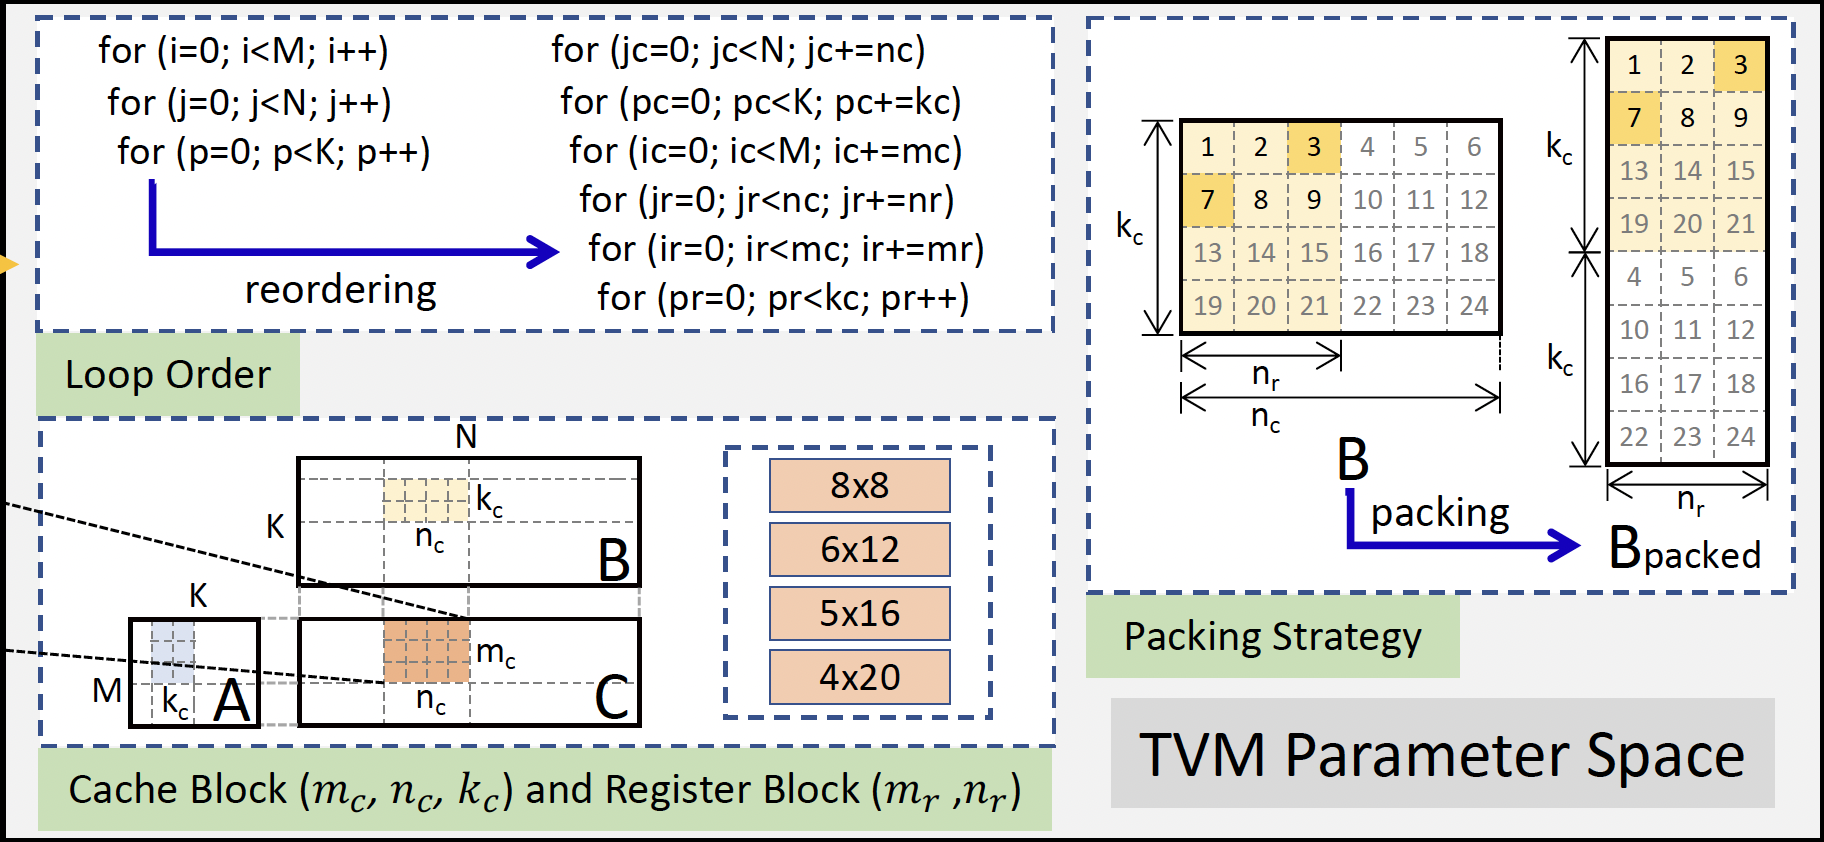 for (i=0; i<M; i++)
for (j=0; j<N; j++)
for (p=0; p<K; p++)
reordering
for (jc=0; jc<N; jc+=nc)
for (pc=0; pc<K; pc+=kc)
for (ic=0; ic<M; ic+=mc)
for (jr=0; jr<nc; jr+=nr)
for (ir=0; ir<mc; ir+=mr)
for (pr=0; pr<kc; pr++)
Loop Order
N
K
kc
nc
B
K
M
kc
A
mc
nc
C
8x8
6x12
5x16
4x20
Cache Block (mc, nc, kc) and Register Block (mr ,nr)
kc
1 2 3 4 5 6
7 8 9 10 11 12
13 14 15 16 17 18
19 20 21 22 23 24
nr
nc
B
packing
kc
kc
1 2 3
7 8 9
13 14 15
19 20 21
4 5 6
10 11 12
16 17 18
22 23 24
nr
Bpacked
Packing Strategy
TVM Parameter Space